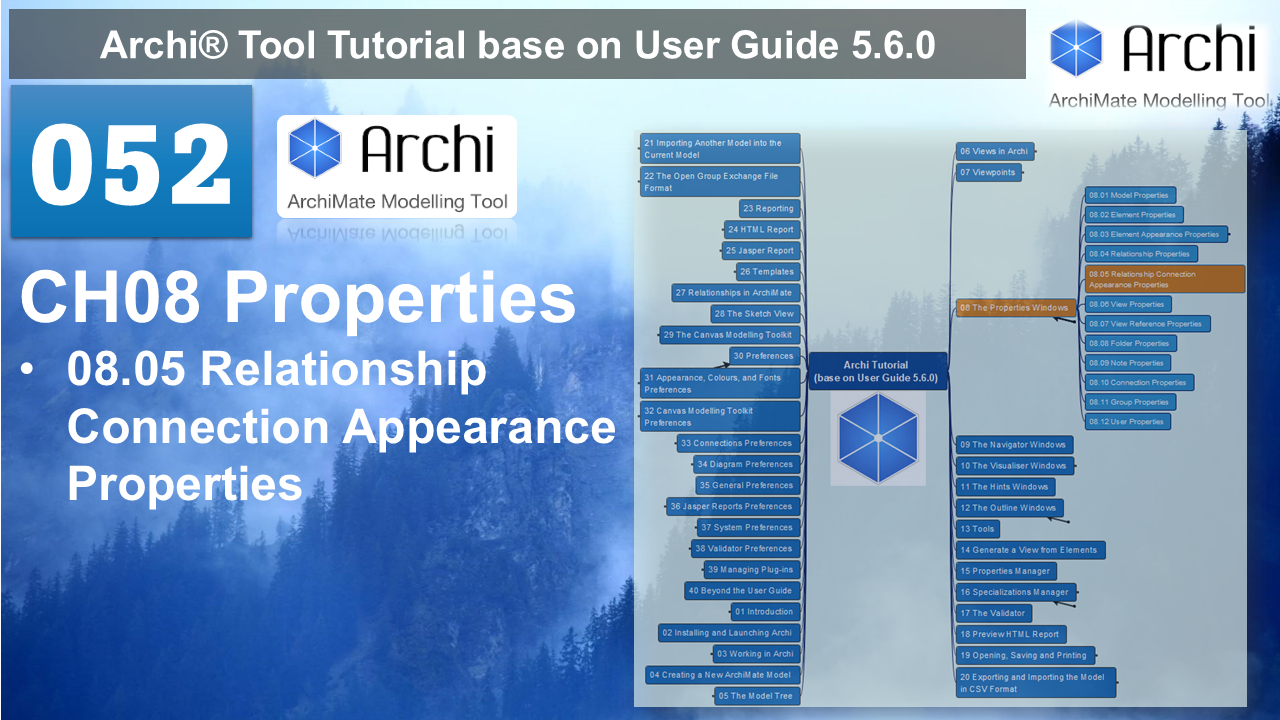 Archi® Tool Tutorial base on User Guide 5.6.0
Archi
ArchiMate Modelling Tool
052
Archi
ArchiMate Modelling Tool
CH08 Properties
• 08.05 Relationship
Connection Appearance
Properties
21 Importing Another Model into the
Current Model
22 The Open Group Exchange File
Format
23 Reporting
24 HTML Report
25 Jasper Report
26 Templates
27 Relationships in ArchiMate
28 The Sketch View
29 The Canvas Modelling Toolkit
30 Preferences
31 Appearance, Colours, and Fonts
Preferences
32 Canvas Modelling Toolkit
Preferences
33 Connections Preferences
34 Diagram Preferences
35 General Preferences
36 Jasper Reports Preferences
37 System Preferences
38 Validator Preferences
39 Managing Plug-ins
40 Beyond the User Guide
01 Introduction
02 Installing and Launching Archi
03 Working in Archi
04 Creating a New ArchiMate Model
05 The Model Tree
Archi Tutorial
(base on User Guide 5.6.0)
06 Views in Archi
07 Viewpoints
08 The Properties Windows
08.01 Model Properties
08.02 Element Properties
08.03 Element Appearance Properties
08.04 Relationship Properties
08.05 Relationship Connection
Appearance Properties
08.06 View Properties
08.07 View Reference Properties
08.08 Folder Properties
08.09 Note Properties
08.10 Connection Properties
08.11 Group Properties
08.12 User Properties
09 The Navigator Windows
10 The Visualiser Windows
11 The Hints Windows
12 The Outline Windows
13 Tools
14 Generate a View from Elements
15 Properties Manager
16 Specializations Manager
17 The Validator
18 Preview HTML Report
19 Opening, Saving and Printing
20 Exporting and Importing the Model
in CSV Format